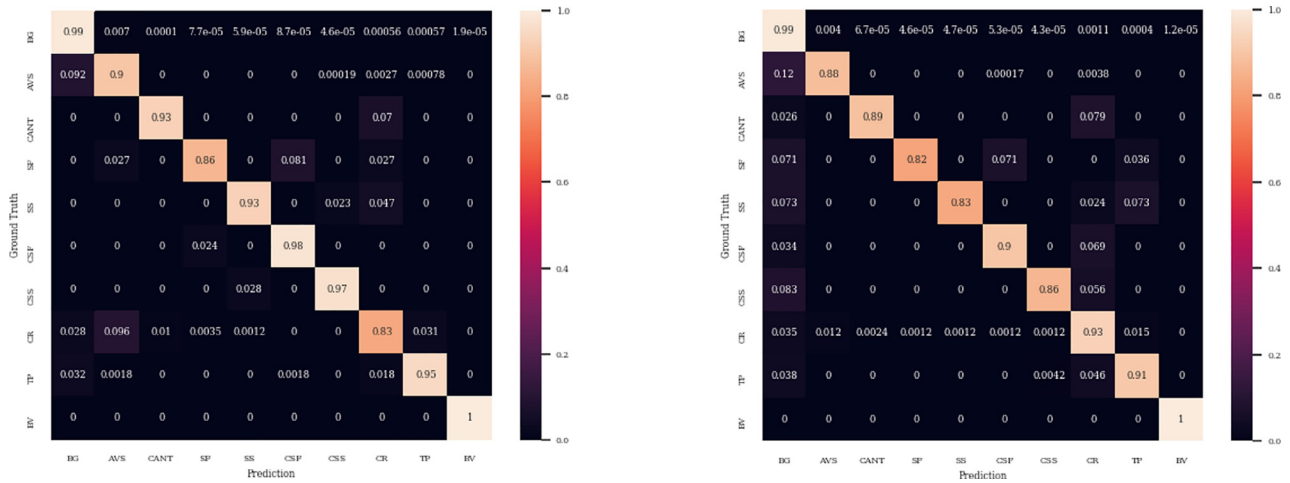 BG 0.99 0.007 0.0001 7.7e-05 5.9e-05 8.7e-05 4.6e-05 0.00056 0.00057 1.9e-05
AVS 0.092 0.9 0 0 0 0 0.00019 0.0027 0.00078 0
CANT 0 0 0.93 0 0 0 0 0.07 0 0
SF 0 0.027 0 0.86 0 0.081 0 0.027 0 0
SS 0 0 0 0 0.93 0 0.023 0.047 0 0
CSF 0 0 0 0.024 0 0.98 0 0 0 0
CSS 0 0 0 0 0.028 0 0.97 0 0 0
CR 0.028 0.096 0.01 0.0035 0.0012 0 0 0.83 0.031 0
TP 0.032 0.0018 0 0 0 0.0018 0 0.018 0.95 0
BV 0 0 0 0 0 0 0 0 0 1
BG AVS CANT SF SS CSF CSS CR TP BV
Prediction
Ground Truth
1.0
0.8
0.6
0.4
0.2
0.0
BG 0.99 0.004 6.7e-05 4.6e-05 4.7e-05 5.3e-05 4.3e-05 0.0011 0.0004 1.2e-05
AVS 0.12 0.88 0 0 0 0.00017 0 0.0038 0 0
CANT 0.026 0 0.89 0 0 0 0 0.079 0 0
SF 0.071 0 0 0.82 0 0.071 0 0 0.036 0
SS 0.073 0 0 0 0.83 0 0 0.024 0.073 0
CSF 0.034 0 0 0 0 0.9 0 0.069 0 0
CSS 0.083 0 0 0 0 0 0.86 0.056 0 0
CR 0.035 0.012 0.0024 0.0012 0.0012 0.0012 0.0012 0.93 0.015 0
TP 0.038 0 0 0 0 0 0.0042 0.046 0.91 0
BV 0 0 0 0 0 0 0 0 0 1
BG AVS CANT SF SS CSF CSS CR TP BV
Prediction
Ground Truth
1.0
0.8
0.6
0.4
0.2
0.0